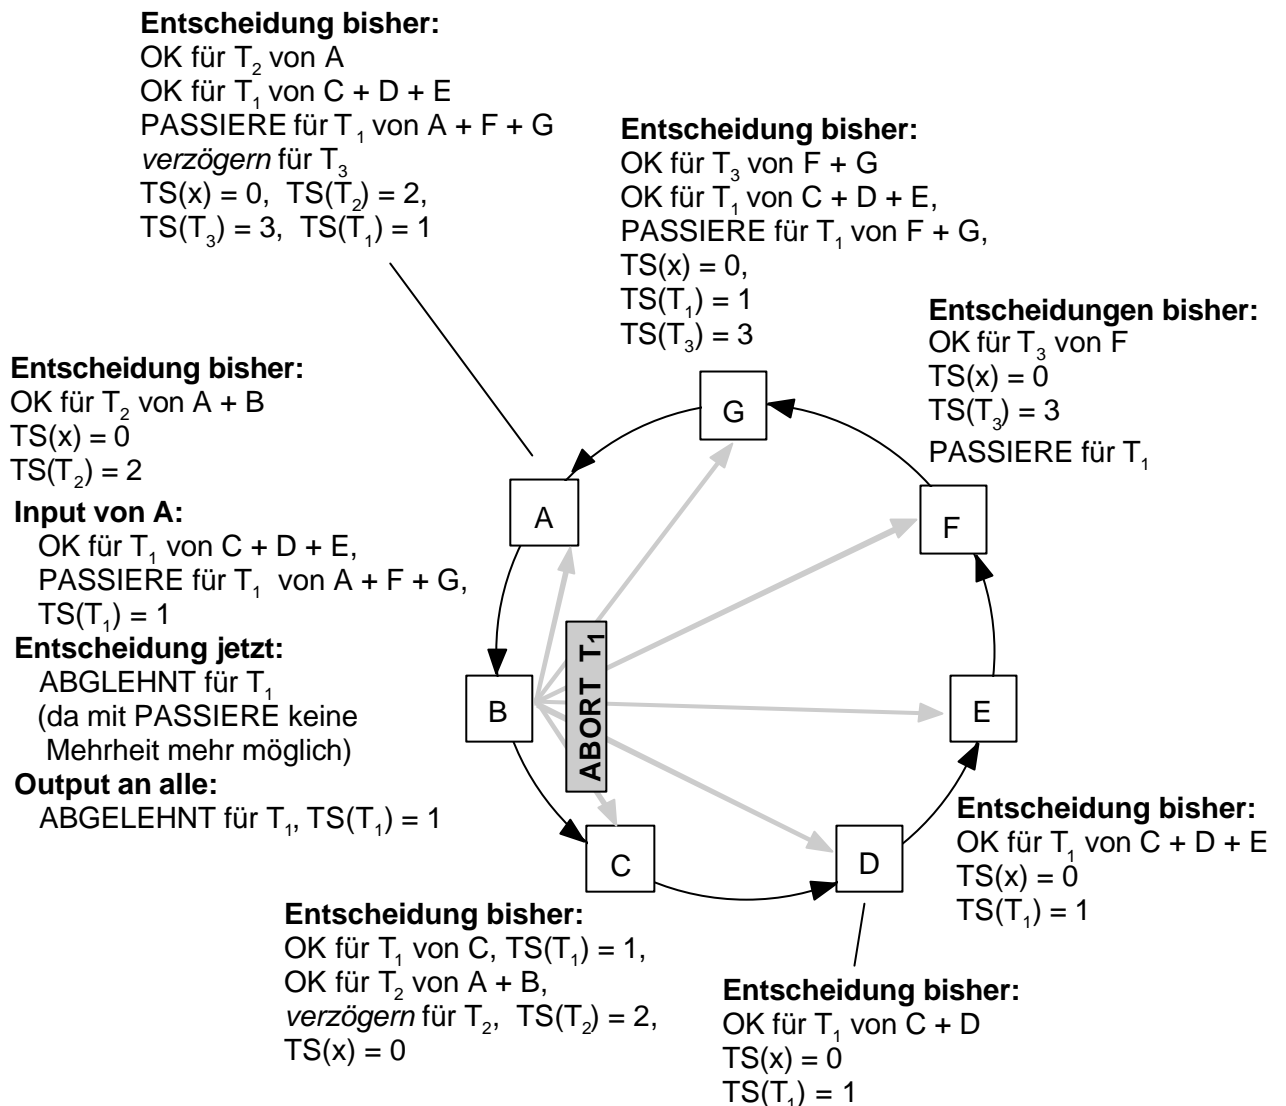 Entscheidung bisher:
OK für T2 von A
OK für T1 von C + D + E
PASSIERE für T1 von A + F + G
verzögern für T3
TS(x) = 0, TS(T2) = 2,
TS(T3) = 3, TS(T1) = 1
Entscheidung bisher:
OK für T3 von F + G
OK für T1 von C + D + E,
PASSIERE für T1 von F + G,
TS(x) = 0,
TS(T1) = 1
TS(T3) = 3
Entscheidungen bisher:
OK für T3 von F
TS(x) = 0
TS(T3) = 3
PASSIERE für T1
Entscheidung bisher:
OK für T2 von A + B
TS(x) = 0
TS(T2) = 2
Input von A:
OK für T1 von C + D + E,
PASSIERE für T1 von A + F + G,
TS(T1) = 1
Entscheidung jetzt:
ABGLEHNT für T1
(da mit PASSIERE keine
Mehrheit mehr möglich)
Output an alle:
ABGELEHNT für T1, TS(T1) = 1
G
A
F
B
ABORT T1
E
C
D
Entscheidung bisher:
OK für T1 von C + D + E
TS(x) = 0
TS(T1) = 1
Entscheidung bisher:
OK für T1 von C, TS(T1) = 1,
OK für T2 von A + B,
verzögern für T2, TS(T2) = 2,
TS(x) = 0
Entscheidung bisher:
OK für T1 von C + D
TS(x) = 0
TS(T1) = 1